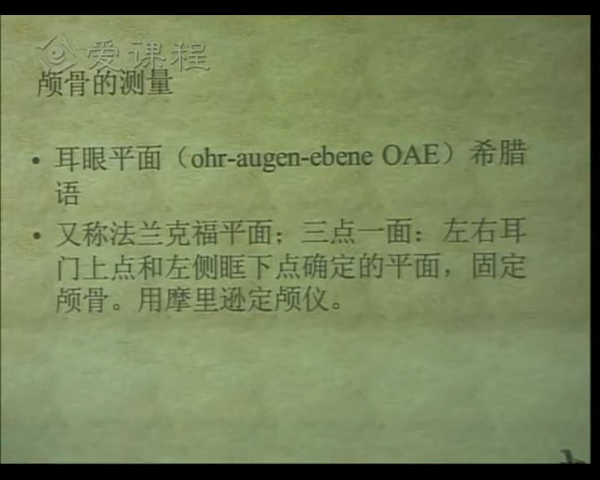 爱课程
颅骨的测量
• 耳眼平面（ohr-augen-ebene OAE）希腊
语
• 又称法兰克福平面；三点一面：左右耳
门上点和左侧眶下点确定的平面，固定
颅骨。用摩里逊定颅仪。